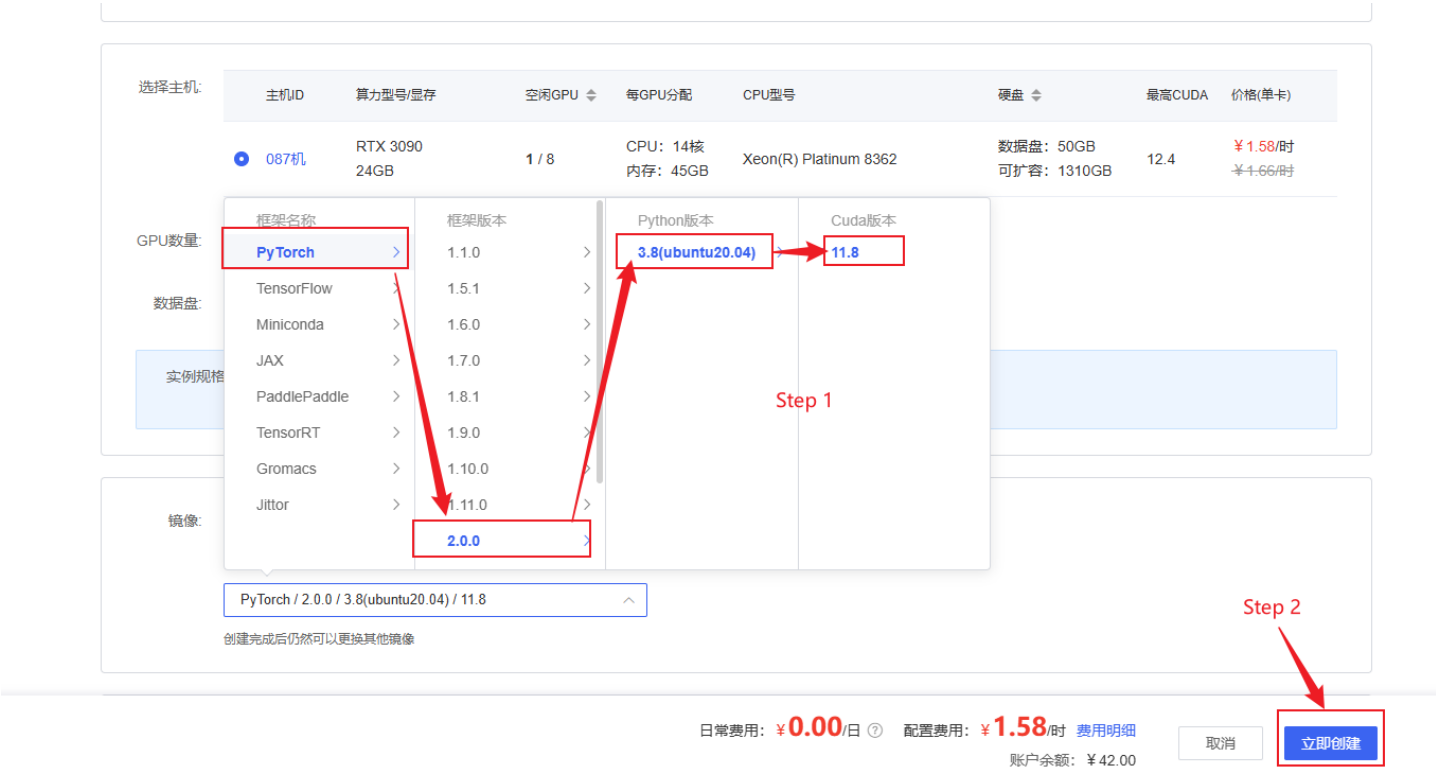 选择主机:
主机ID 算力型号/显存 空闲GPU 每GPU分配 CPU型号 硬盘 最高CUDA 价格(单卡)
087机 RTX 3090 24GB 1 / 8 CPU：14核 内存：45GB Xeon(R) Platinum 8362 数据盘：50GB 可扩容：1310GB 12.4 ￥1.58/时 ￥1.66/时
GPU数量:
数据盘:
实例规格
镜像:
框架名称
PyTorch
TensorFlow
Miniconda
JAX
PaddlePaddle
TensorRT
Gromacs
Jittor
框架版本
1.1.0
1.5.1
1.6.0
1.7.0
1.8.1
1.9.0
1.10.0
1.11.0
2.0.0
Python版本
3.8(ubuntu20.04)
Cuda版本
11.8
Step 1
PyTorch / 2.0.0 / 3.8(ubuntu20.04) / 11.8
创建完成后仍然可以更换其他镜像
Step 2
日常费用：￥0.00/日 ? 配置费用：￥1.58/时 费用明细
账户余额：￥42.00
取消
立即创建